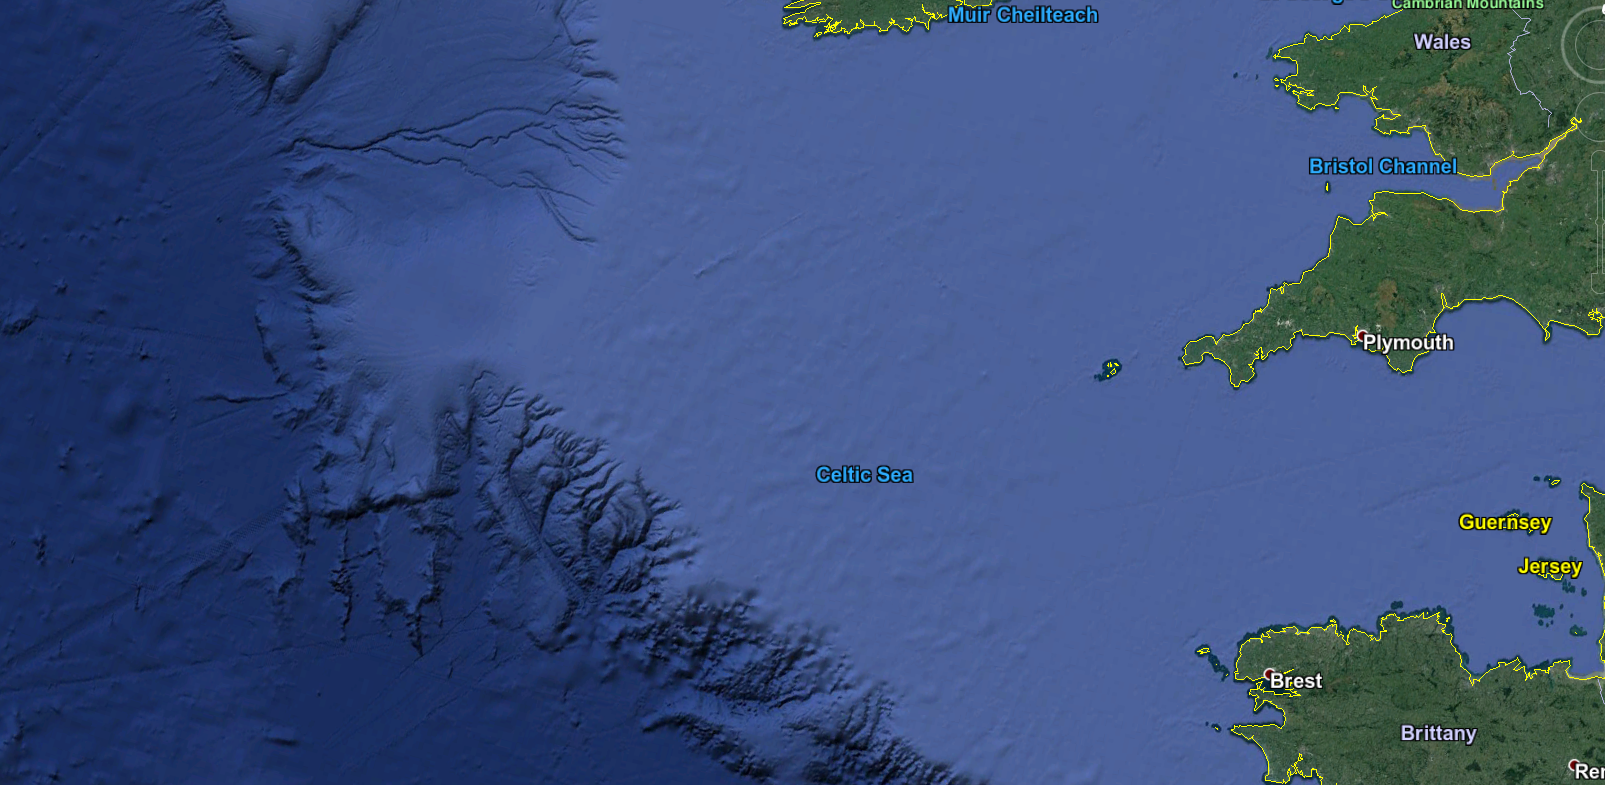 Cambrian Mountains
Muir Cheilteach
Wales
Bristol Channel
Plymouth
Celtic Sea
Guernsey
Jersey
Brest
Brittany